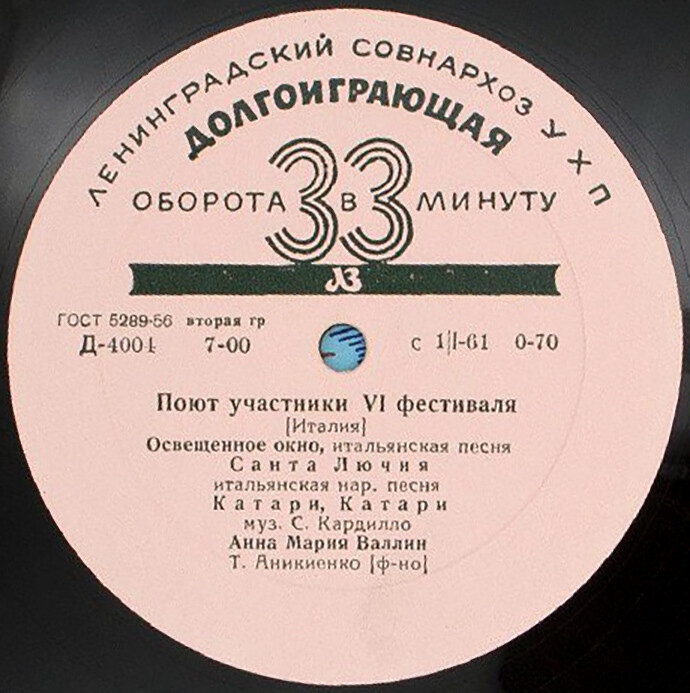 ЛЕНИНГРАДСКИЙ СОВНАРХОЗ УХП
ДОЛГОИГРАЮЩАЯ
ОБОРОТА 33 В МИНУТУ
ЛЗ
ГОСТ 5289-56 вторая гр
Д-4004 7-00 с 1/I-61 0-70
Поют участники VI фестиваля
[Италия]
Освещенное окно, итальянская песня
Санта Лючия
итальянская нар. песня
Катари, Катари
муз. С. Кардилло
Анна Мария Валлин
Т. Аникиенко [ф-но]